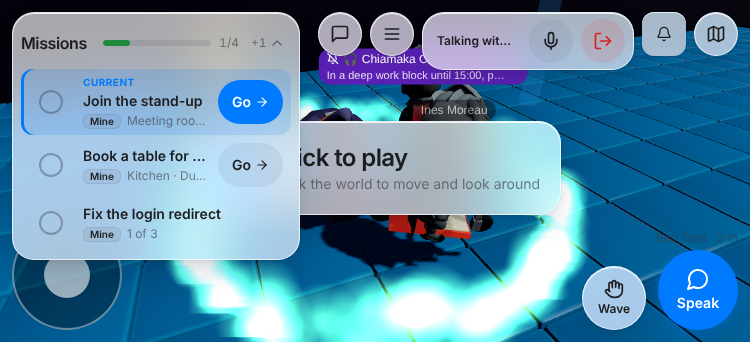 Missions
1/4
+1
CURRENT
Join the stand-up
Mine Meeting roo...
Go
Book a table for ...
Mine Kitchen · Du...
Go
Fix the login redirect
Mine 1 of 3
Talking wit...
Chiamaka
In a deep work block until 15:00, p...
Ines Moreau
ick to play
k the world to move and look around
Wave
Speak